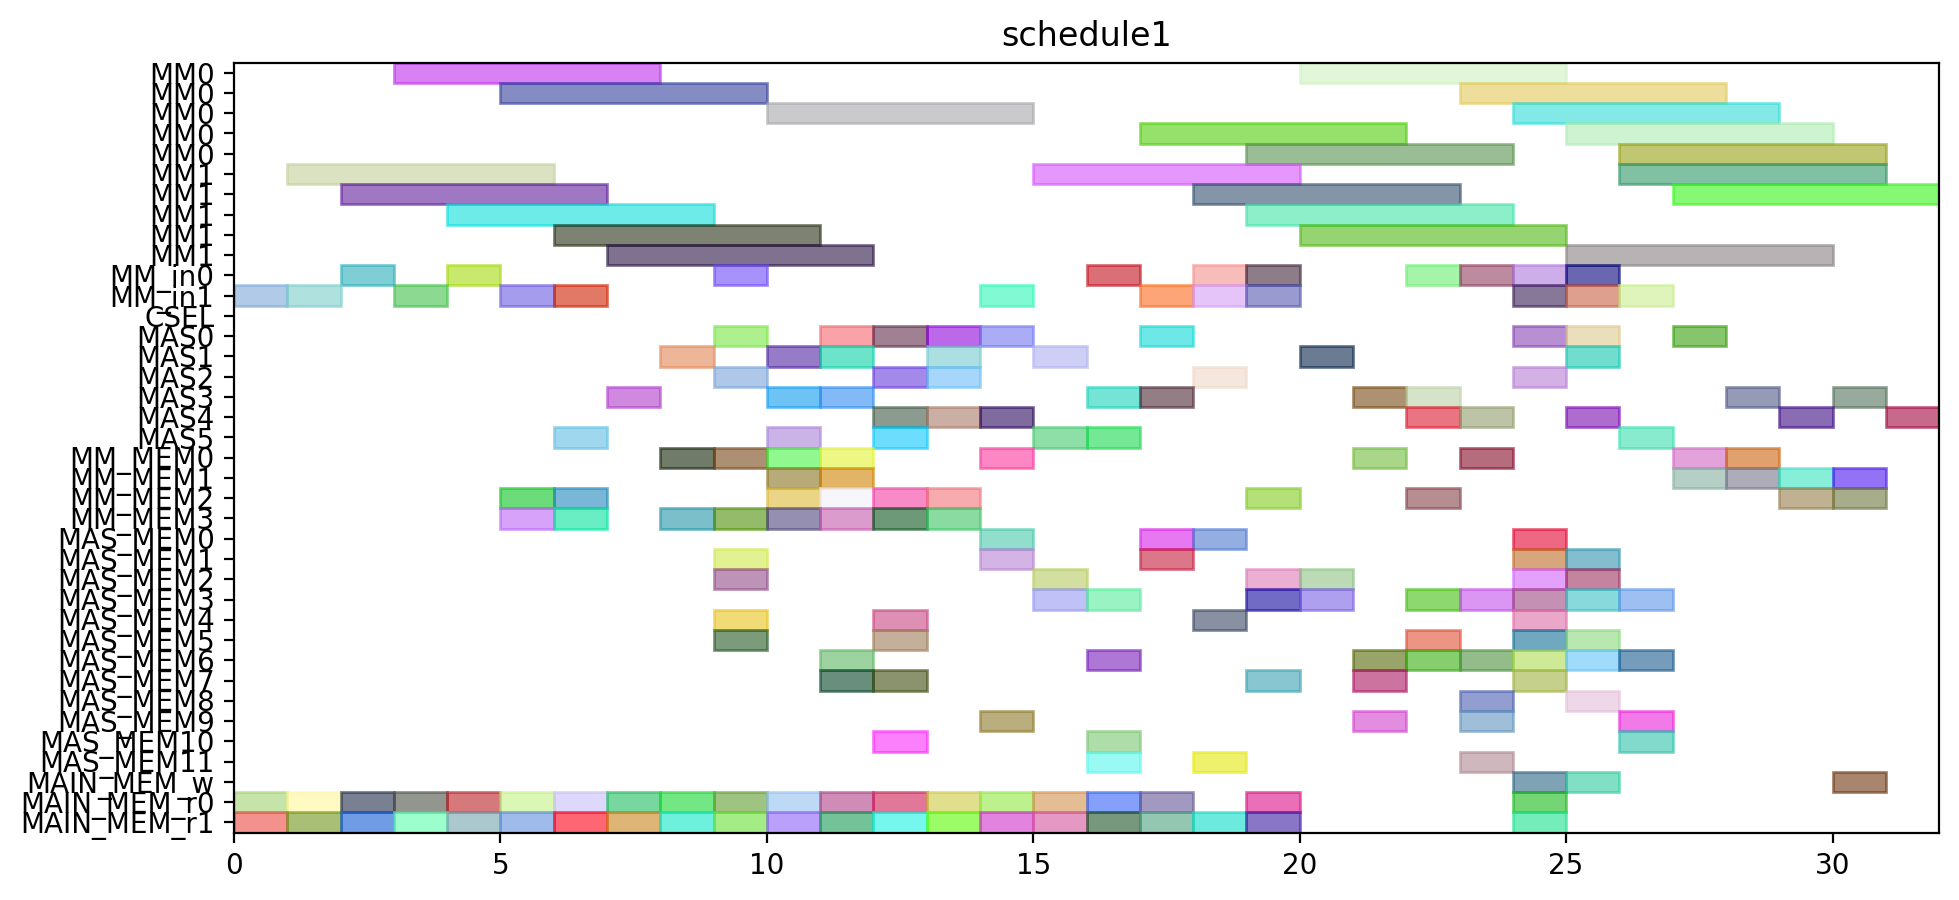 schedule1
MM0
MM0
MM0
MM0
MM0
MM1
MM1
MM1
MM1
MM1
MM_in0
MM_in1
CSEL
MAS0
MAS1
MAS2
MAS3
MAS4
MAS5
MM_MEM0
MM_MEM1
MM_MEM2
MM_MEM3
MAS_MEM0
MAS_MEM1
MAS_MEM2
MAS_MEM3
MAS_MEM4
MAS_MEM5
MAS_MEM6
MAS_MEM7
MAS_MEM8
MAS_MEM9
MAS_MEM10
MAS_MEM11
MAIN_MEM_w
MAIN_MEM_r0
MAIN_MEM_r1
0 5 10 15 20 25 30